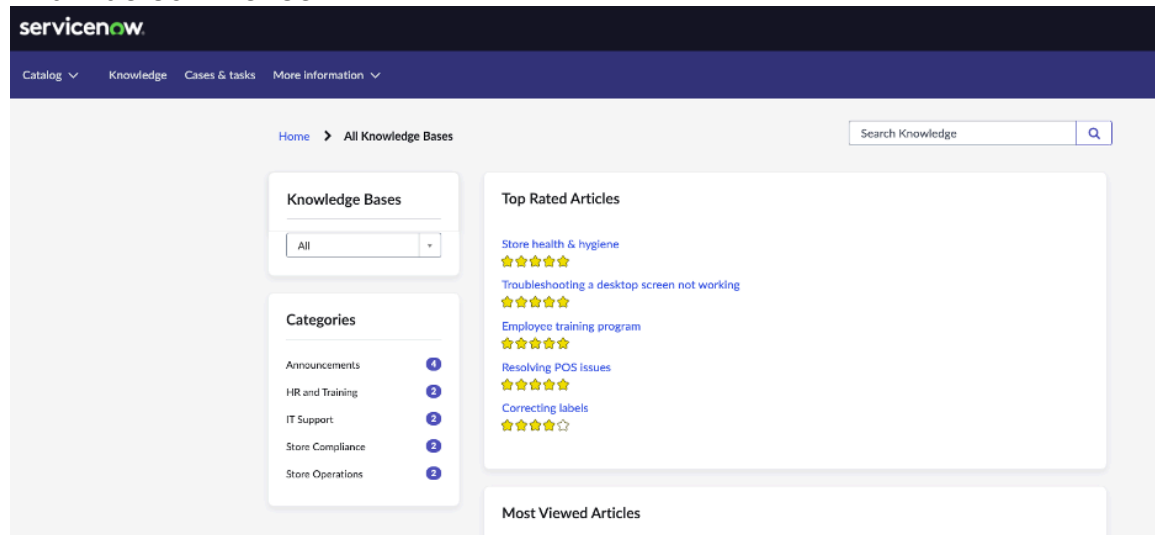 servicenow.
Catalog Knowledge Cases & tasks More information
Home > All Knowledge Bases
Search Knowledge
Knowledge Bases
All
Categories
Announcements 4
HR and Training 2
IT Support 2
Store Compliance 2
Store Operations 2
Top Rated Articles
Store health & hygiene
Troubleshooting a desktop screen not working
Employee training program
Resolving POS issues
Correcting labels
Most Viewed Articles